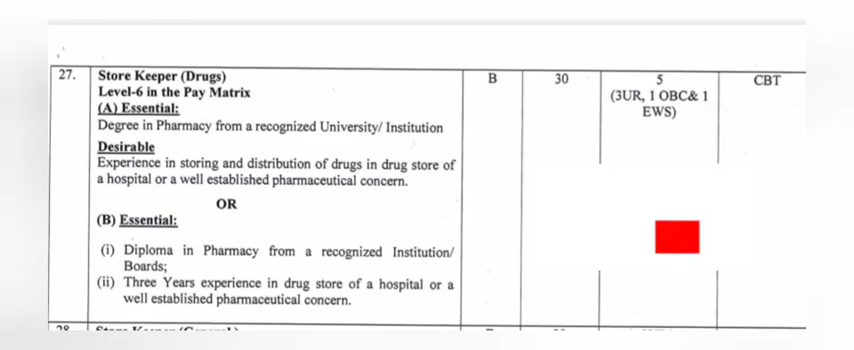 27.
Store Keeper (Drugs)
B
30
5
CBT
Level-6 in the Pay Matrix
(3UR, 1 OBC& 1
(A) Essential:
EWS)
Degree in Pharmacy from a recognized University/ Institution
Desirable
Experience in storing and distribution of drugs in drug store of
a hospital or a well established pharmaceutical concern.
OR
(B) Essential:
(i) Diploma in Pharmacy from a recognized Institution/
Boards;
(ii) Three Years experience in drug store of a hospital or a
well established pharmaceutical concern.